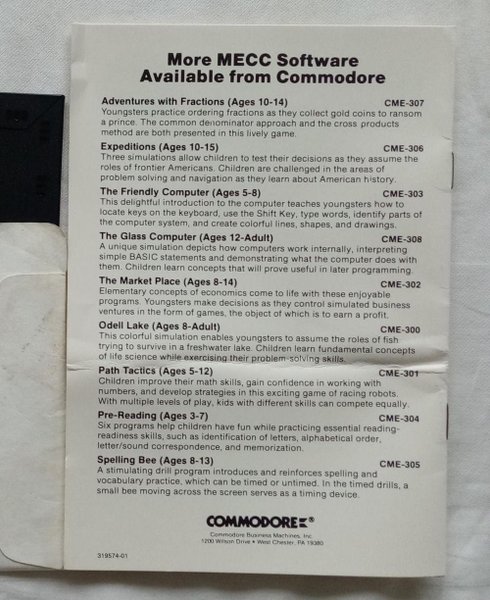 More MECC Software
Available from Commodore
Adventures with Fractions (Ages 10-14) CME-307
Youngsters practice ordering fractions as they collect gold coins to ransom
a prince. The common denominator approach and the cross products
method are both presented in this lively game.
Expeditions (Ages 10-15) CME-306
Three simulations allow children to test their decisions as they assume the
roles of frontier Americans. Children are challenged in the areas of
problem solving and navigation as they learn about American history.
The Friendly Computer (Ages 5-8) CME-303
This delightful introduction to the computer teaches youngsters how to
locate keys on the keyboard, use the Shift Key, type words, identify parts of
the computer system, and create colorful lines, shapes, and drawings.
The Glass Computer (Ages 12-Adult) CME-308
A unique simulation depicts how computers work internally, interpreting
simple BASIC statements and demonstrating what the computer does with
them. Children learn concepts that will prove useful in later programming.
The Market Place (Ages 8-14) CME-302
Elementary concepts of economics come to life with these enjoyable
programs. Youngsters make decisions as they control simulated business
ventures in the form of games, the object of which is to earn a profit.
Odell Lake (Ages 8-Adult) CME-300
This colorful simulation enables youngsters to assume the roles of fish
trying to survive in a freshwater lake. Children learn fundamental concepts
of life science while exercising their problem-solving skills.
Path Tactics (Ages 5-12) CME-301
Children improve their math skills, gain confidence in working with
numbers, and develop strategies in this exciting game of racing robots.
With multiple levels of play, kids with different skills can compete equally.
Pre-Reading (Ages 3-7) CME-304
Six programs help children have fun while practicing essential reading-
readiness skills, such as identification of letters, alphabetical order,
letter/sound correspondence, and memorization.
Spelling Bee (Ages 8-13) CME-305
A stimulating drill program introduces and reinforces spelling and
vocabulary practice, which can be timed or untimed. In the timed drills, a
small bee moving across the screen serves as a timing device.
COMMODORE®
Commodore Business Machines, Inc.
1200 Wilson Drive • West Chester, PA 19380
319574-01